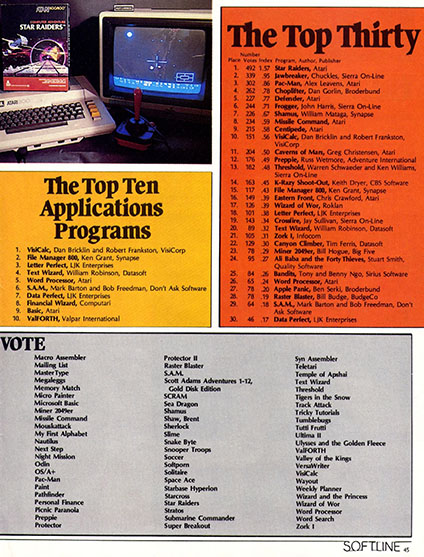 STAR RAIDERS
The Top Thirty
Number
Place Votes Index Program, Author, Publisher
1. 492 1.57 Star Raiders, Atari
2. 339 .95 Jawbreaker, Chuckles, Sierra On-Line
3. 302 .86 Pac-Man, Alex Leavens, Atari
4. 262 .78 Choplifter, Dan Gorlin, Broderbund
5. 227 .77 Defender, Atari
6. 244 .71 Frogger, John Harris, Sierra On-Line
7. 226 .67 Shamus, William Mataga, Synapse
8. 234 .59 Missile Command, Atari
9. 215 .58 Centipede, Atari
10. 151 .56 VisiCalc, Dan Bricklin and Robert Frankston,
VisiCorp
11. 204 .50 Caverns of Mars, Greg Christensen, Atari
12. 176 .49 Preppie, Russ Wetmore, Adventure International
13. 162 .48 Threshold, Warren Schwader and Ken Williams,
Sierra On-Line
14. 163 .45 K-Razy Shoot-Out, Keith Dryer, CBS Software
15. 117 .43 File Manager 800, Ken Grant, Synapse
16. 149 .39 Eastern Front, Chris Crawford, Atari
17. 126 .39 Wizard of Wor, Roklan
18. 101 .38 Letter Perfect, LJK Enterprises
19. 143 .34 Crossfire, Jay Sullivan, Sierra On-Line
20. 89 .32 Text Wizard, William Robinson, Datasoft
21. 105 .31 Zork I, Infocom
22. 129 .30 Canyon Climber, Tim Ferris, Datasoft
23. 78 .29 Miner 2049er, Bill Hogue, Big Five
24. 95 .27 Ali Baba and the Forty Thieves, Stuart Smith,
Quality Software
25. 84 .26 Bandits, Tony and Benny Ngo, Sirius Software
26. 65 .24 Word Processor, Atari
27. 78 .20 Apple Panic, Ben Serki, Broderbund
28. 78 .19 Raster Blaster, Bill Budge, BudgeCo
29. 64 .18 S.A.M., Mark Barton and Bob Freedman, Don't
Ask Software
30. 46 .17 Data Perfect, LJK Enterprises
The Top Ten
Applications
Programs
1. VisiCalc, Dan Bricklin and Robert Frankston, VisiCorp
2. File Manager 800, Ken Grant, Synapse
3. Letter Perfect, LJK Enterprises
4. Text Wizard, William Robinson, Datasoft
5. Word Processor, Atari
6. S.A.M., Mark Barton and Bob Freedman, Don't Ask Software
7. Data Perfect, LJK Enterprises
8. Financial Wizard, Computari
9. Basic, Atari
10. ValFORTH, Valpar International
VOTE
Macro Assembler
Mailing List
MasterType
Megaleggs
Memory Match
Micro Painter
Microsoft Basic
Miner 2049er
Missile Command
Mouskattack
My First Alphabet
Nautilus
Next Step
Night Mission
Odin
OS/A+
Pac-Man
Paint
Pathfinder
Personal Finance
Picnic Paranoia
Preppie
Protector
Protector II
Raster Blaster
S.A.M.
Scott Adams Adventures 1-12,
Gold Disk Edition
SCRAM
Sea Dragon
Shamus
Shaw, Brent
Sherlock
Slime
Snake Byte
Snooper Troops
Soccer
Softporn
Solitaire
Space Ace
Starbase Hyperion
Starcross
Star Raiders
Stratos
Submarine Commander
Super Breakout
Syn Assembler
Teletari
Temple of Apshai
Text Wizard
Threshold
Tigers in the Snow
Track Attack
Tricky Tutorials
Tumblebugs
Tutti Frutti
Ultima II
Ulysses and the Golden Fleece
ValFORTH
Valley of the Kings
VersaWriter
VisiCalc
Wayout
Weekly Planner
Wizard and the Princess
Wizard of Wor
Word Processor
Word Search
Zork I
SOFTLINE 45